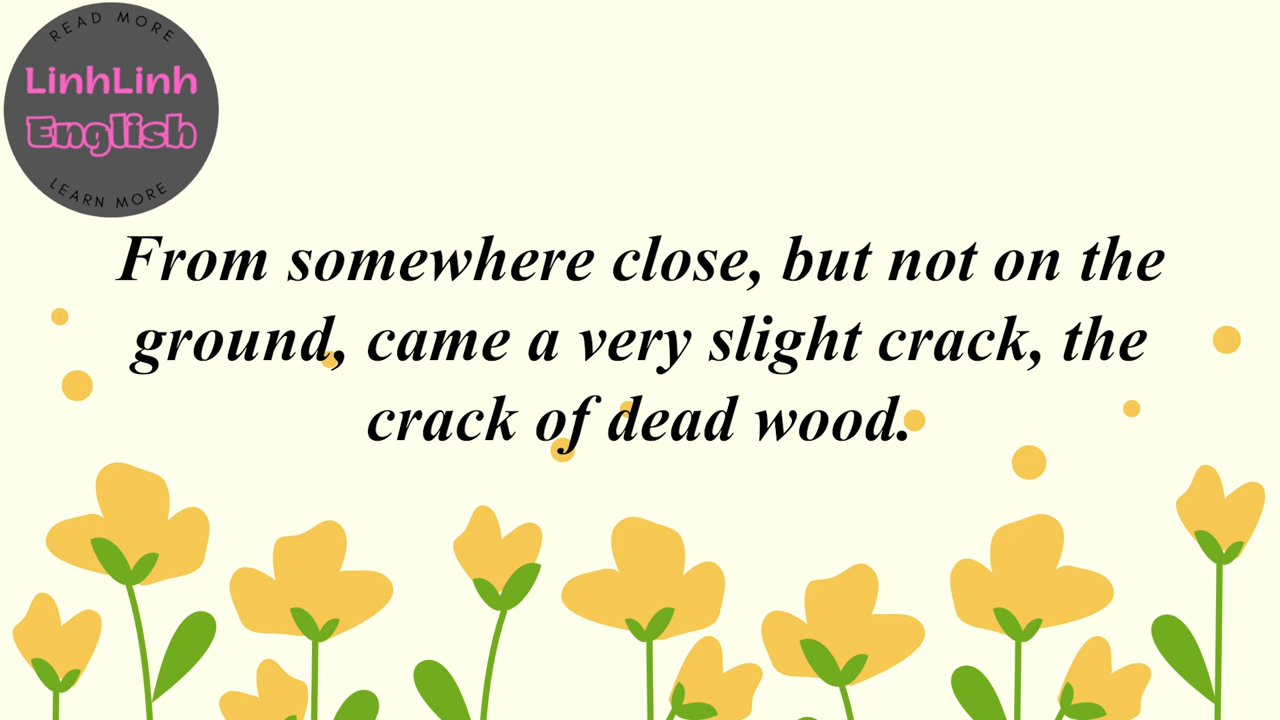 READ MORE
LinhLinh
English
LEARN MORE
From somewhere close, but not on the
ground, came a very slight crack, the
crack of dead wood.